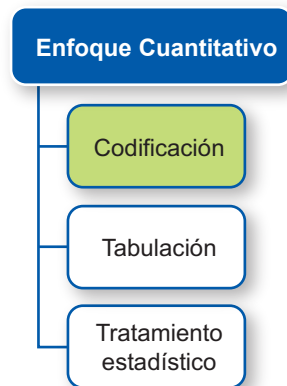 Enfoque Cuantitativo
Codificación
Tabulación
Tratamiento
estadístico